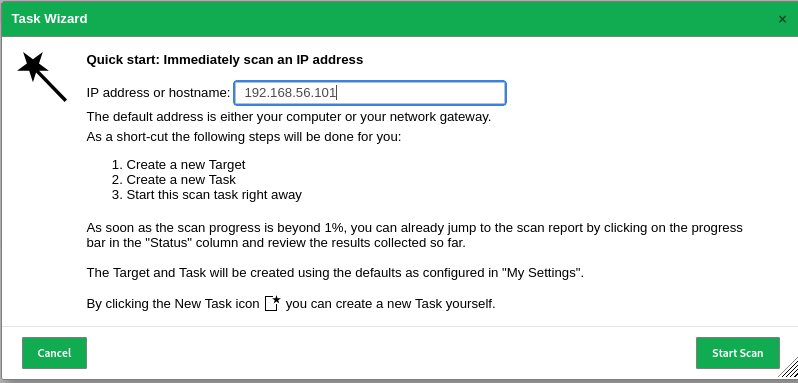 Task Wizard ×
Quick start: Immediately scan an IP address
IP address or hostname: 192.168.56.101
The default address is either your computer or your network gateway.
As a short-cut the following steps will be done for you:
1. Create a new Target
2. Create a new Task
3. Start this scan task right away
As soon as the scan progress is beyond 1%, you can already jump to the scan report by clicking on the progress
bar in the "Status" column and review the results collected so far.
The Target and Task will be created using the defaults as configured in "My Settings".
By clicking the New Task icon you can create a new Task yourself.
Cancel Start Scan